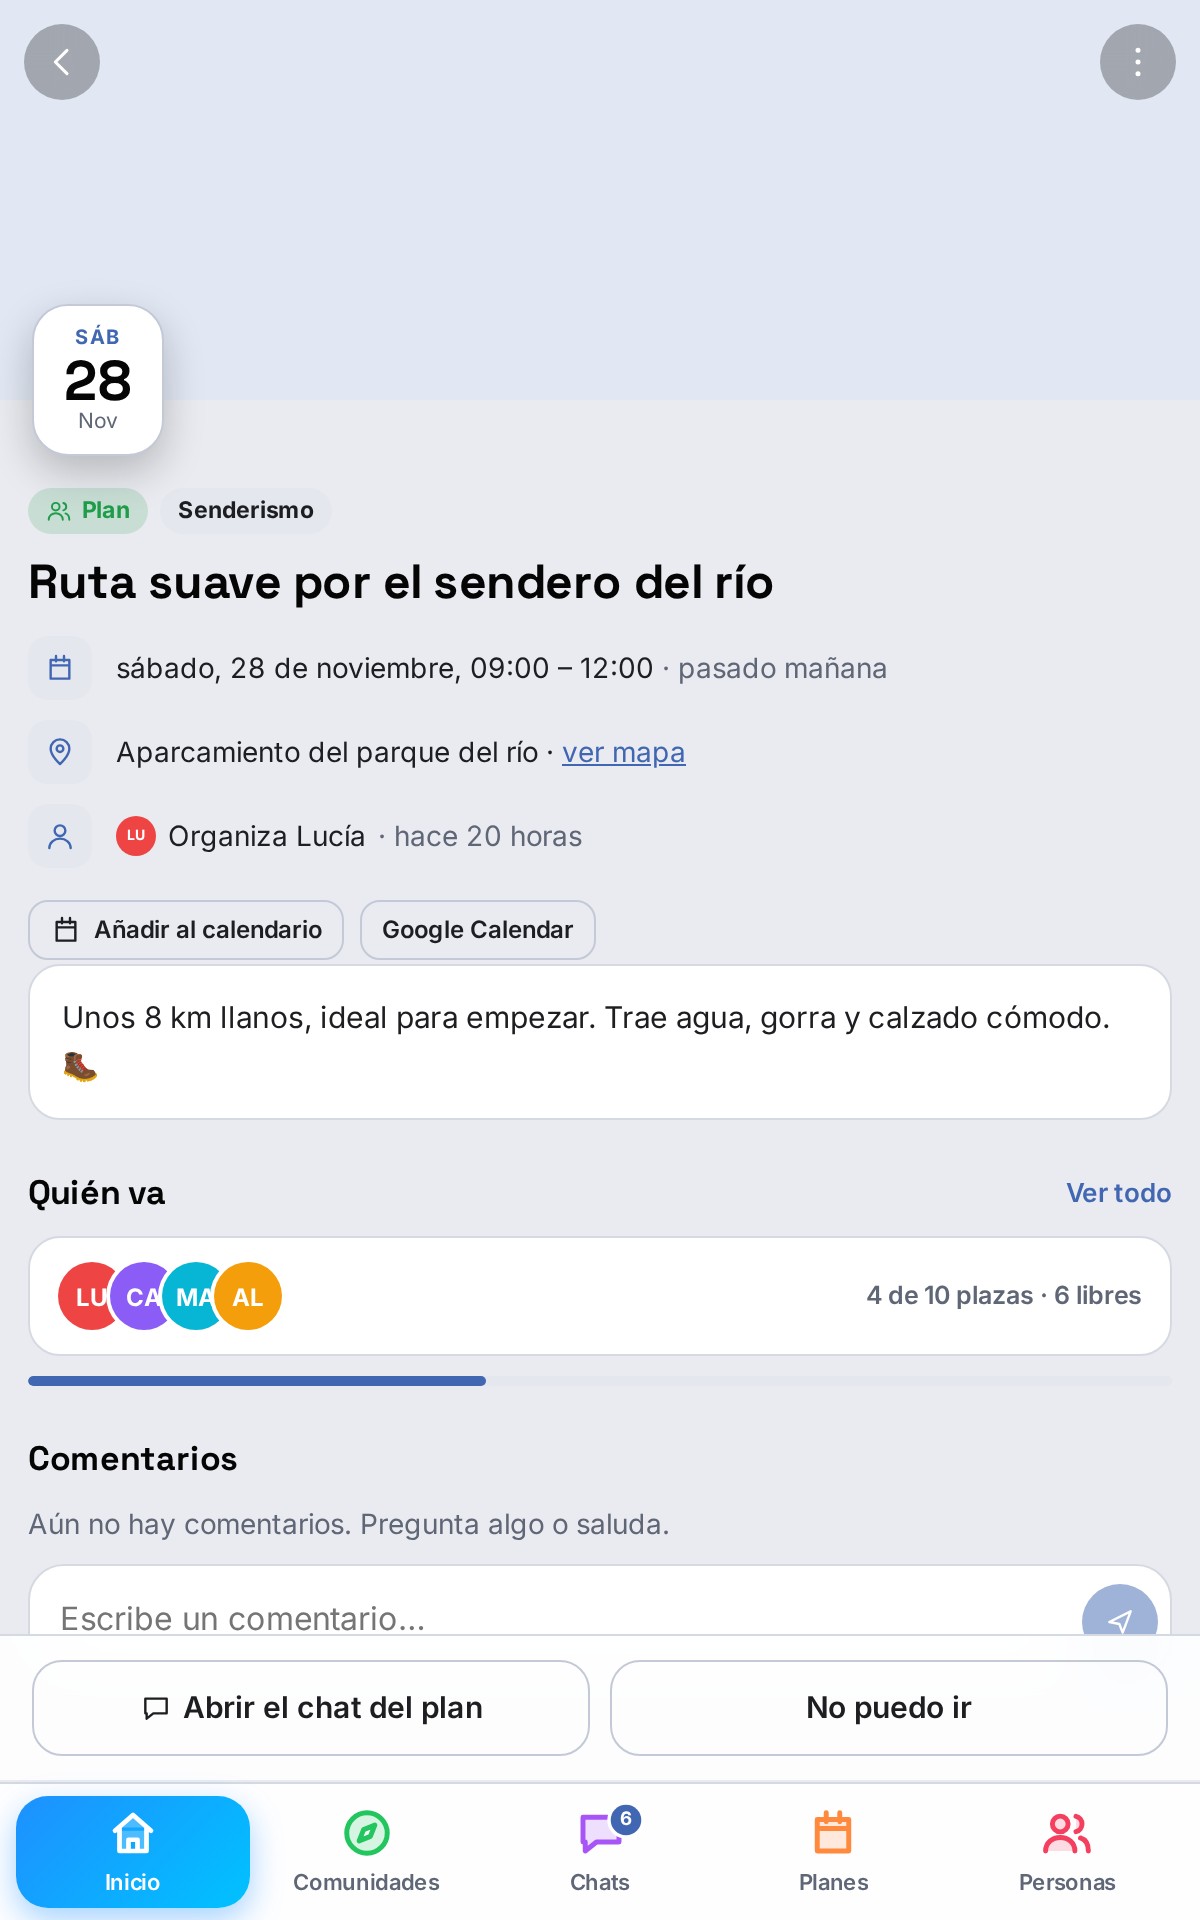 SÁB
28
Nov
Plan
Senderismo
Ruta suave por el sendero del río
sábado, 28 de noviembre, 09:00 – 12:00 · pasado mañana
Aparcamiento del parque del río · ver mapa
LU Organiza Lucía · hace 20 horas
Añadir al calendario
Google Calendar
Unos 8 km llanos, ideal para empezar. Trae agua, gorra y calzado cómodo.
🥾
Quién va
Ver todo
LU CA MA AL
4 de 10 plazas · 6 libres
Comentarios
Aún no hay comentarios. Pregunta algo o saluda.
Escribe un comentario...
Abrir el chat del plan
No puedo ir
6
Inicio
Comunidades
Chats
Planes
Personas